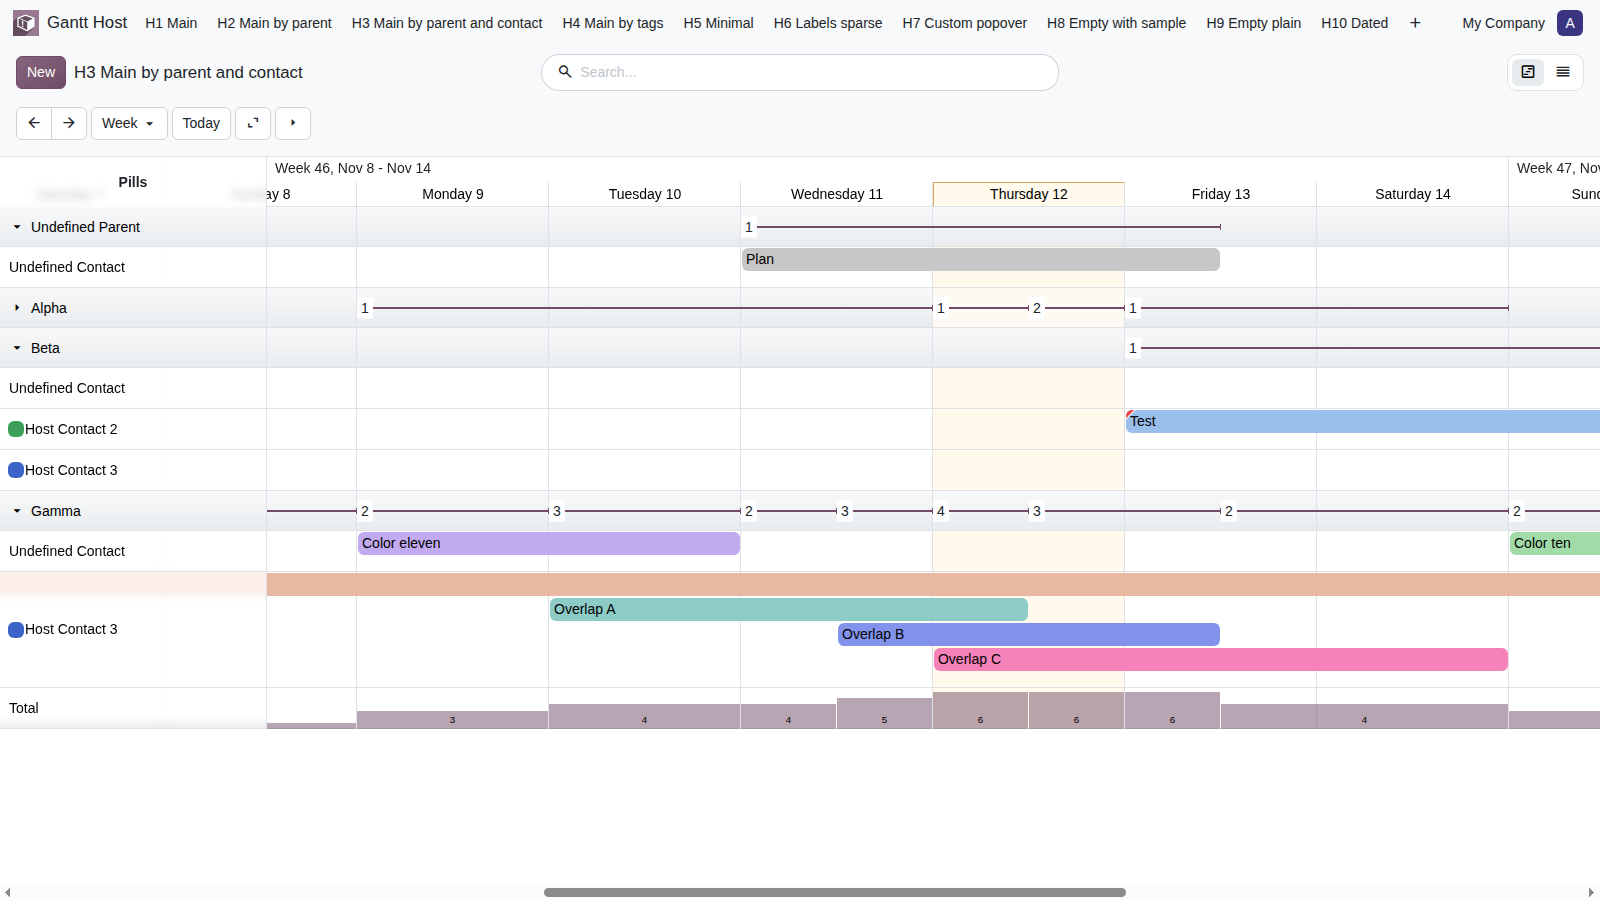 Gantt Host H1 Main H2 Main by parent H3 Main by parent and contact H4 Main by tags H5 Minimal H6 Labels sparse H7 Custom popover H8 Empty with sample H9 Empty plain H10 Dated + My Company A
New H3 Main by parent and contact Search...
Week Today
Week 46, Nov 8 - Nov 14 Week 47, Nov
Pills
ay 8 Monday 9 Tuesday 10 Wednesday 11 Thursday 12 Friday 13 Saturday 14 Sund
Undefined Parent 1
Undefined Contact Plan
Alpha 1 1 2 1
Beta 1
Undefined Contact
Host Contact 2 Test
Host Contact 3
Gamma 2 3 2 3 4 3 2 2
Undefined Contact Color eleven Color ten
Overlap A
Host Contact 3 Overlap B
Overlap C
Total 3 4 4 5 6 6 6 4